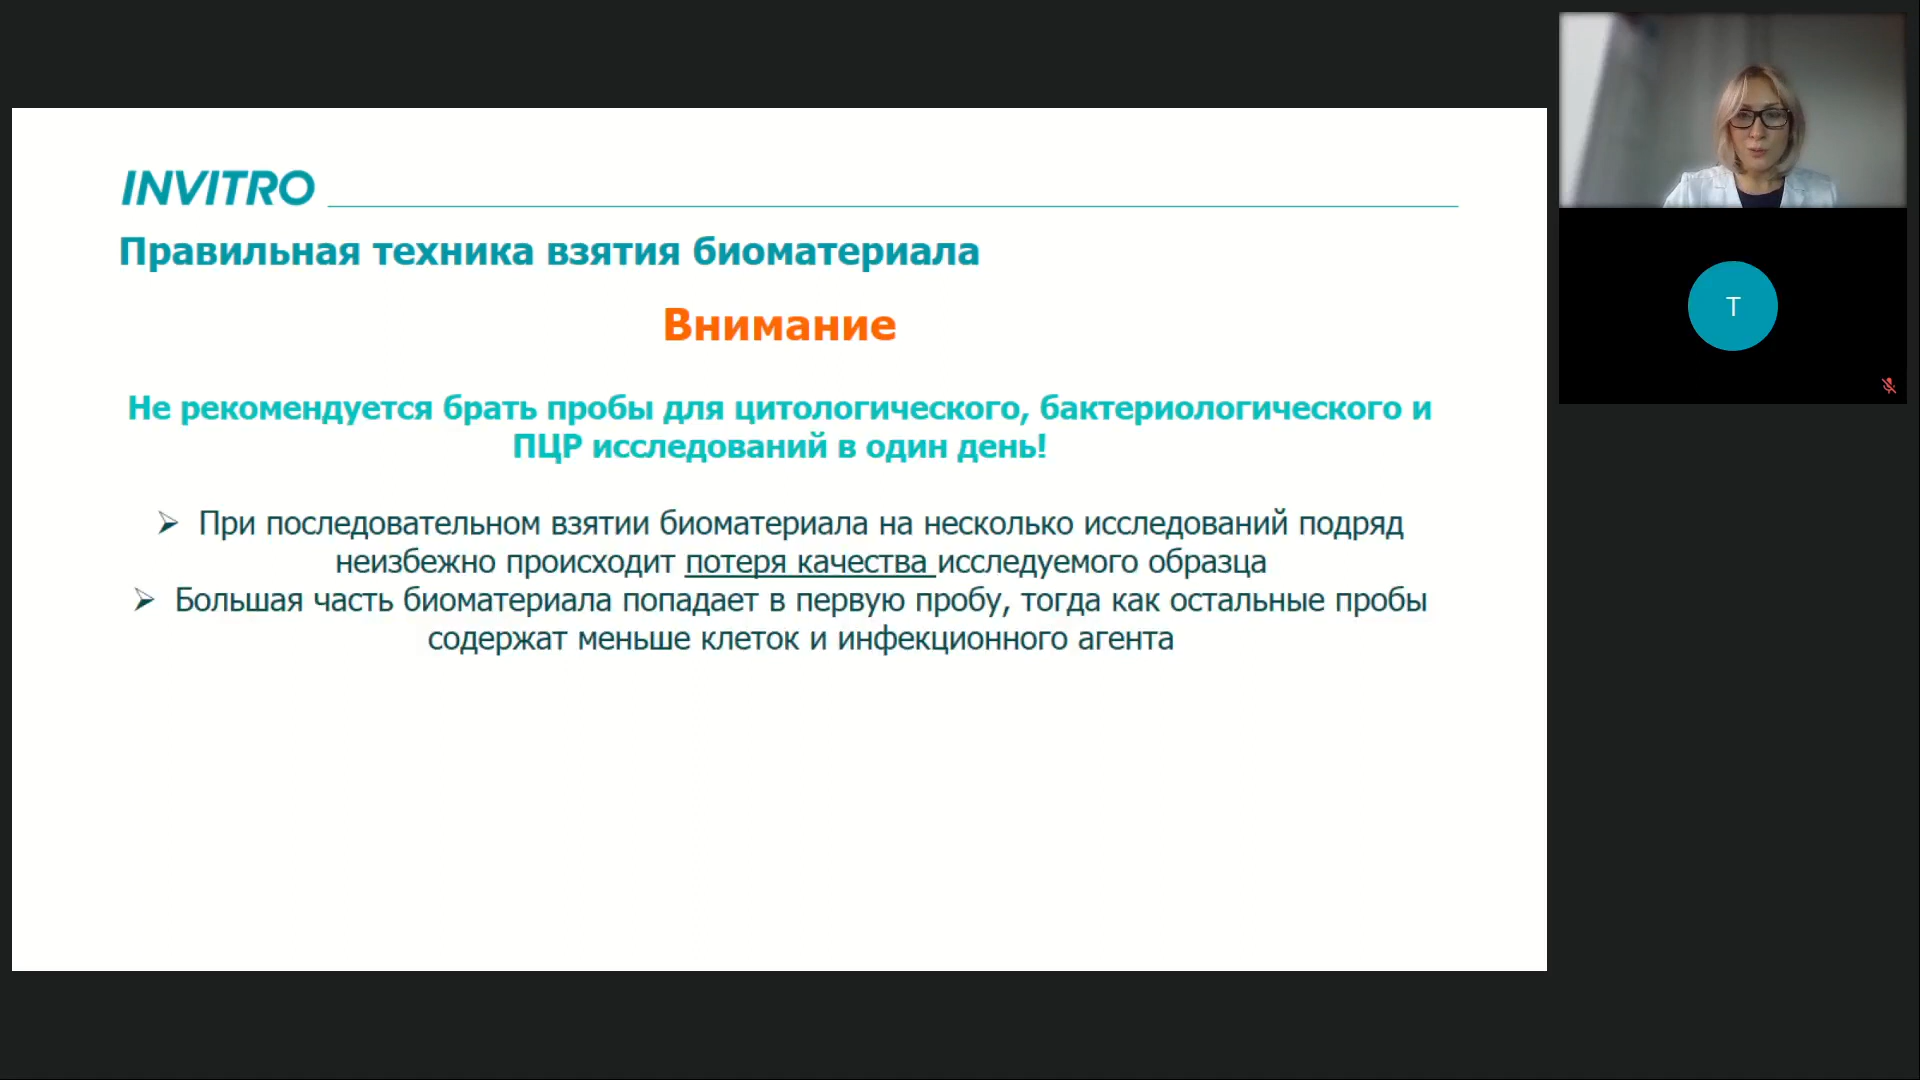 INVITRO
Правильная техника взятия биоматериала
Внимание
Не рекомендуется брать пробы для цитологического, бактериологического и
ПЦР исследований в один день!
➢ При последовательном взятии биоматериала на несколько исследований подряд
неизбежно происходит потеря качества исследуемого образца
➢ Большая часть биоматериала попадает в первую пробу, тогда как остальные пробы
содержат меньше клеток и инфекционного агента
T